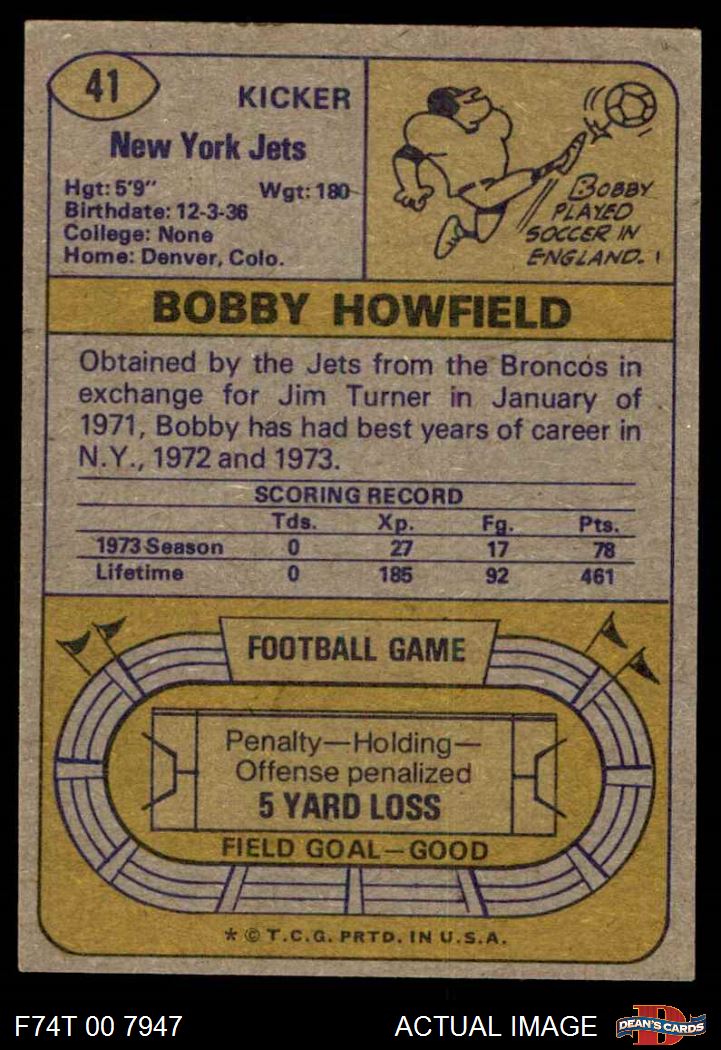 41
KICKER
New York Jets
Hgt: 5'9" Wgt: 180
Birthdate: 12-3-36
College: None
Home: Denver, Colo.
BOBBY
PLAYED
SOCCER IN
ENGLAND.
BOBBY HOWFIELD
Obtained by the Jets from the Broncos in
exchange for Jim Turner in January of
1971, Bobby has had best years of career in
N.Y., 1972 and 1973.
SCORING RECORD
Tds. Xp. Fg. Pts.
1973 Season 0 27 17 78
Lifetime 0 185 92 461
FOOTBALL GAME
Penalty—Holding—
Offense penalized
5 YARD LOSS
FIELD GOAL—GOOD
* © T.C.G. PRTD. IN U.S.A.
F74T 00 7947 ACTUAL IMAGE
D
DEAN'S CARDS